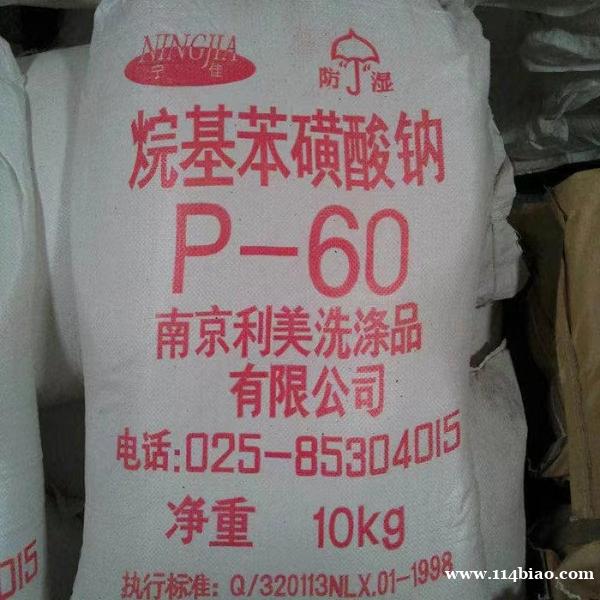 NINGJIA
宁佳
防湿
烷基苯磺酸钠
P-60
南京利美洗涤品
有限公司
电话:025-85304015
净重 10kg
执行标准: Q/320113NLX.01-1998
4015
www.114biao.com